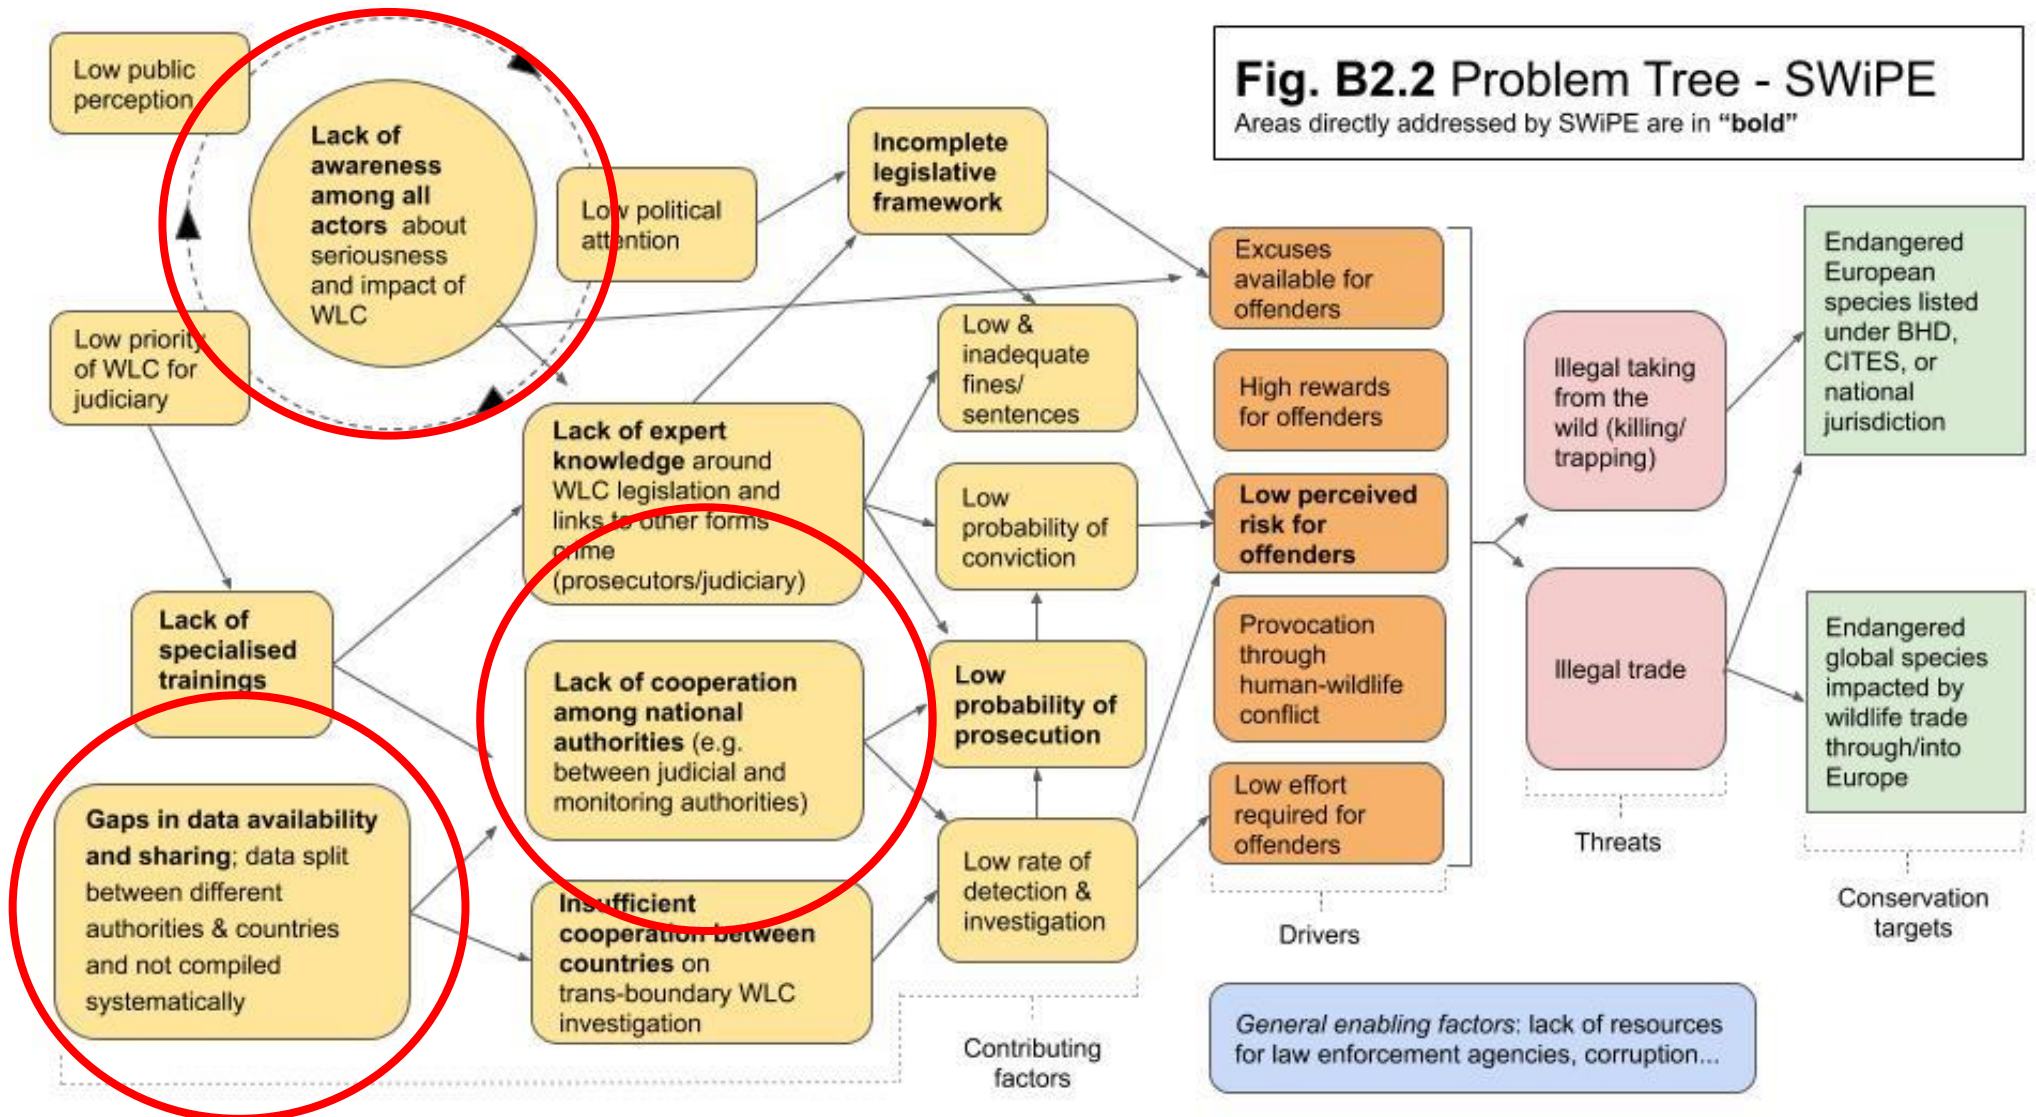 Fig. B2.2 Problem Tree - SWiPE
Areas directly addressed by SWiPE are in “bold”
Low public
perception
Lack of
awareness
among all
actors about
seriousness
and impact of
WLC
Low political
attention
Low priority
of WLC for
judiciary
Lack of
specialised
trainings
Gaps in data availability
and sharing; data split
between different
authorities & countries
and not compiled
systematically
Lack of expert
knowledge around
WLC legislation and
links to other forms
crime
(prosecutors/judiciary)
Lack of cooperation
among national
authorities (e.g.
between judicial and
monitoring authorities)
Insufficient
cooperation between
countries on
trans-boundary WLC
investigation
Incomplete
legislative
framework
Low &
inadequate
fines/
sentences
Low
probability of
conviction
Low
probability of
prosecution
Low rate of
detection &
investigation
Contributing
factors
Excuses
available for
offenders
High rewards
for offenders
Low perceived
risk for
offenders
Provocation
through
human-wildlife
conflict
Low effort
required for
offenders
Drivers
Illegal taking
from the
wild (killing/
trapping)
Illegal trade
Threats
Endangered
European
species listed
under BHD,
CITES, or
national
jurisdiction
Endangered
global species
impacted by
wildlife trade
through/into
Europe
Conservation
targets
General enabling factors: lack of resources
for law enforcement agencies, corruption...